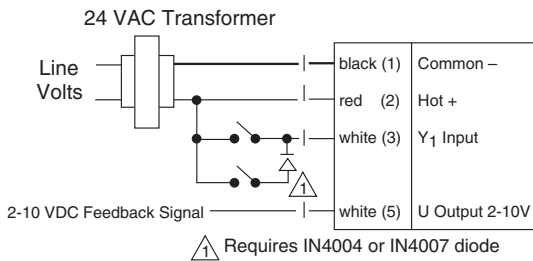 24 VAC Transformer
Line
Volts
black (1) Common –
red (2) Hot +
white (3) Y1 Input
1
2-10 VDC Feedback Signal
white (5) U Output 2-10V
1 Requires IN4004 or IN4007 diode